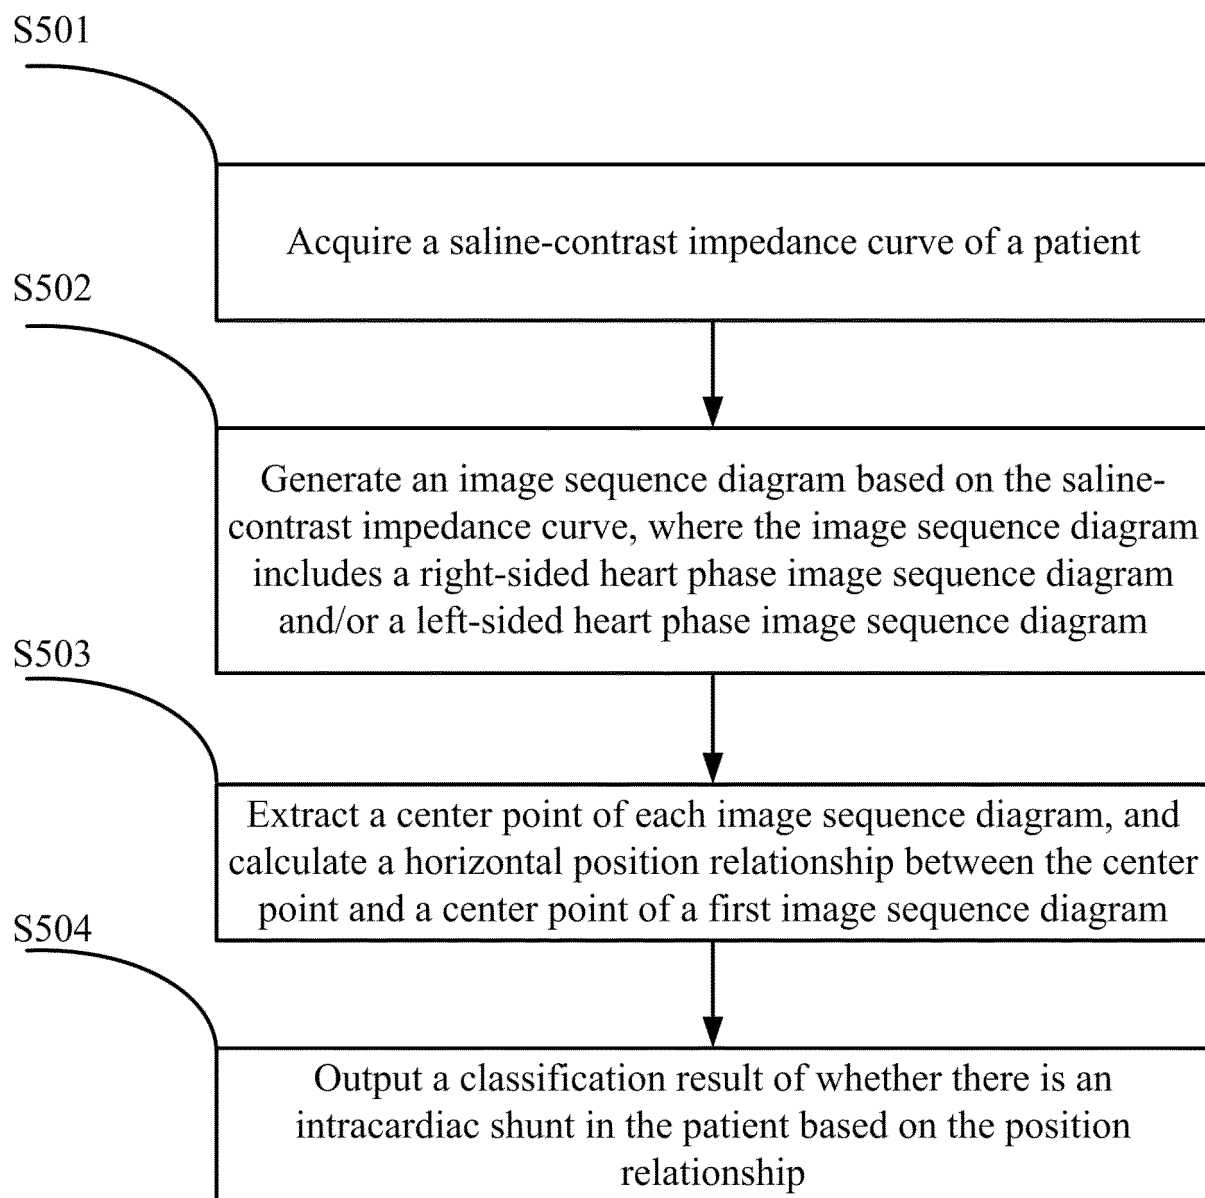 S501
Acquire a saline-contrast impedance curve of a patient
S502
Generate an image sequence diagram based on the saline-
contrast impedance curve, where the image sequence diagram
includes a right-sided heart phase image sequence diagram
and/or a left-sided heart phase image sequence diagram
S503
Extract a center point of each image sequence diagram, and
calculate a horizontal position relationship between the center
point and a center point of a first image sequence diagram
S504
Output a classification result of whether there is an
intracardiac shunt in the patient based on the position
relationship